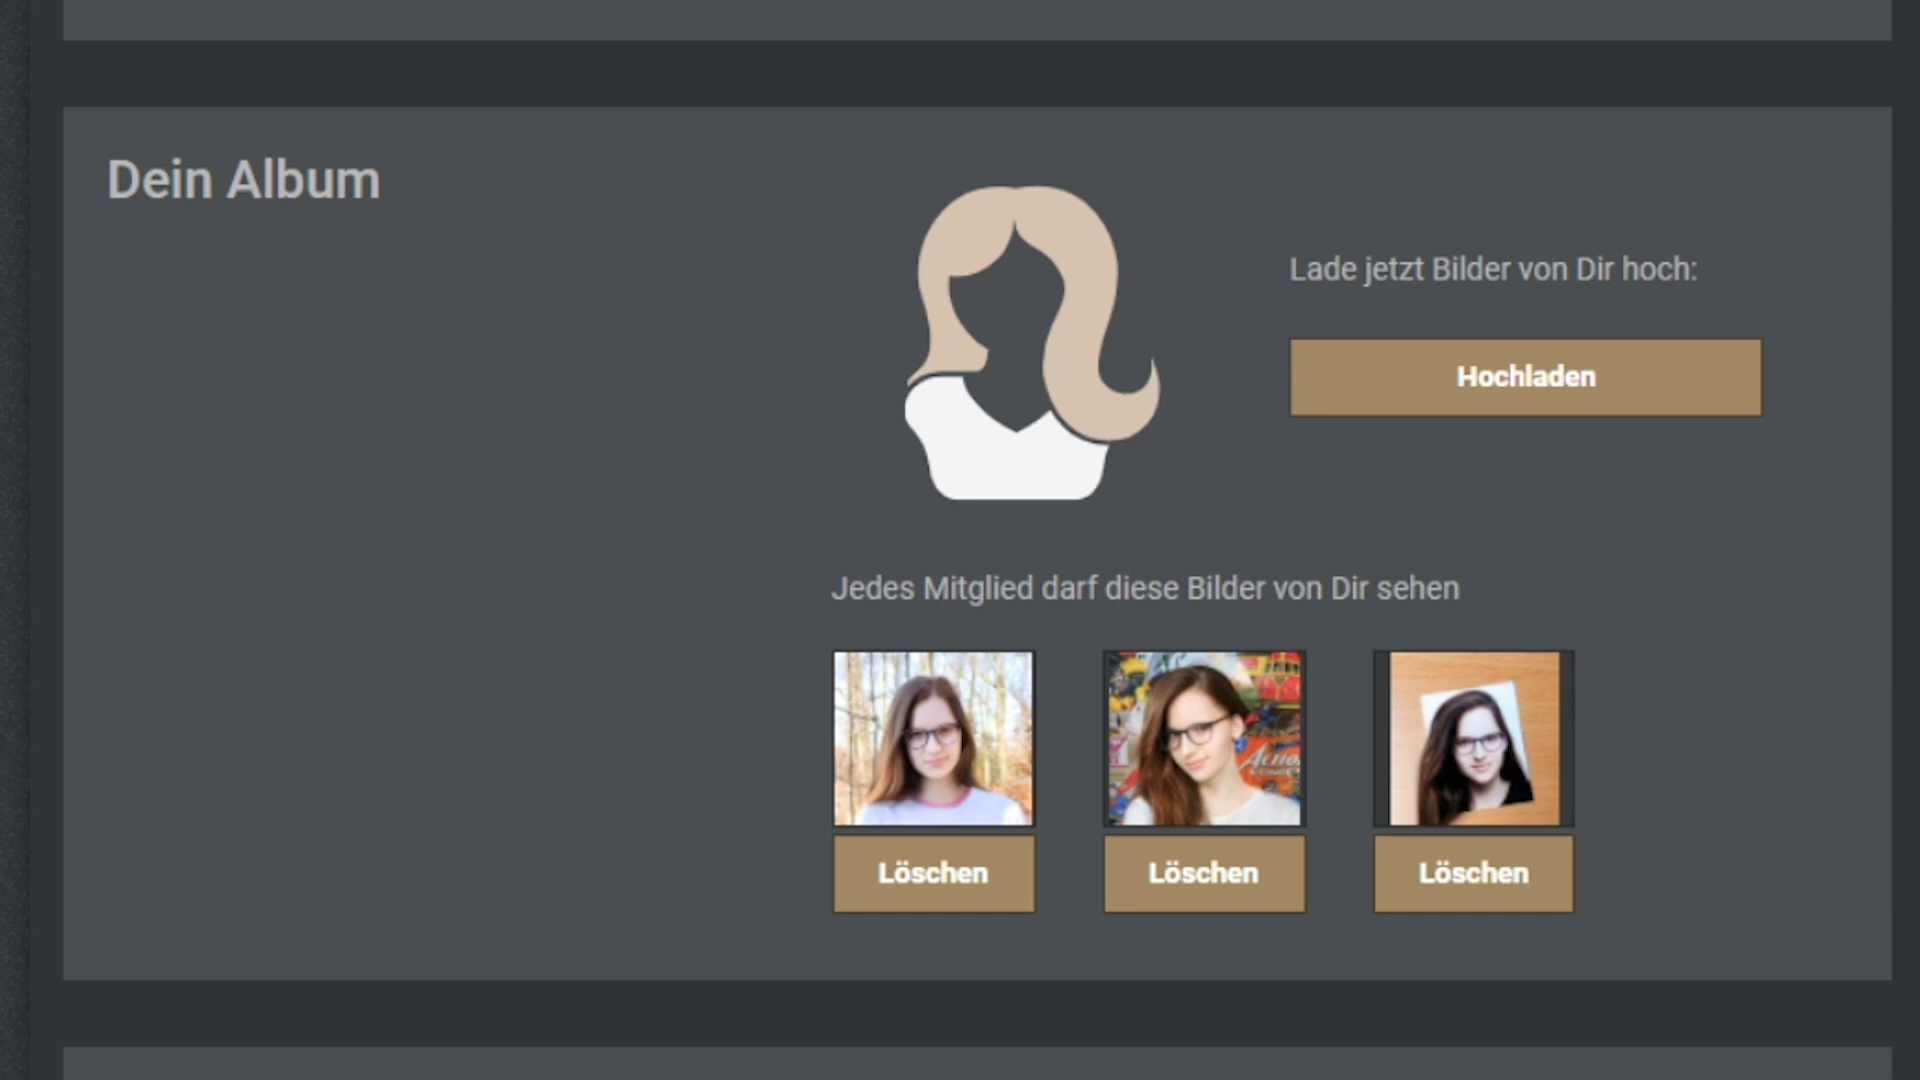 Dein Album
Lade jetzt Bilder von Dir hoch:
Hochladen
Jedes Mitglied darf diese Bilder von Dir sehen
Löschen
Löschen
Löschen